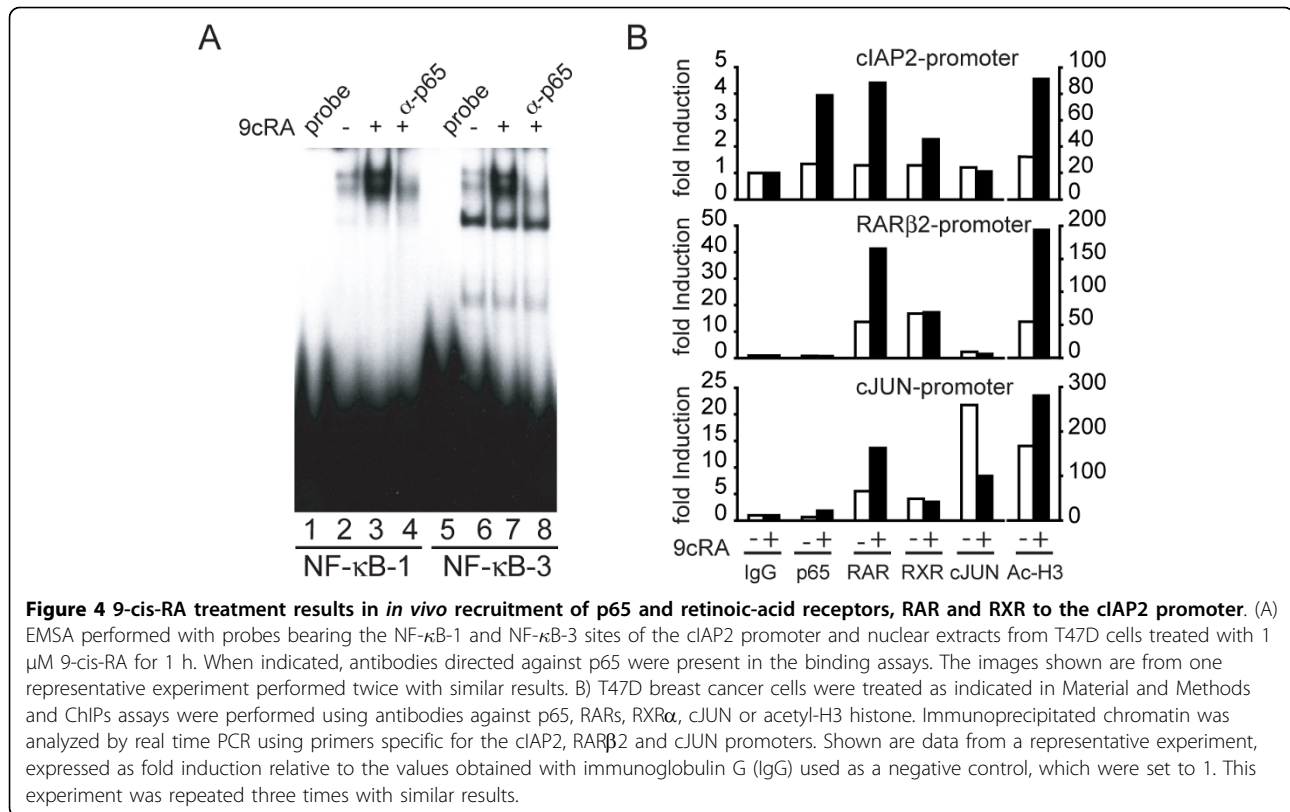 A
probe
α-p65
probe
α-p65
9cRA - + + - + +
1 2 3 4 5 6 7 8
NF-κB-1 NF-κB-3
B
cIAP2-promoter
fold Induction
5 4 3 2 1 0
100 80 60 40 20 0
RARβ2-promoter
fold Induction
50 40 30 20 10 0
200 150 100 50 0
cJUN-promoter
fold Induction
25 20 15 10 5 0
300 200 100 0
9cRA -+ -+ -+ -+ -+ -+
IgG p65 RAR RXR cJUN Ac-H3
Figure 4 9-cis-RA treatment results in in vivo recruitment of p65 and retinoic-acid receptors, RAR and RXR to the cIAP2 promoter. (A)
EMSA performed with probes bearing the NF-κB-1 and NF-κB-3 sites of the cIAP2 promoter and nuclear extracts from T47D cells treated with 1
μM 9-cis-RA for 1 h. When indicated, antibodies directed against p65 were present in the binding assays. The images shown are from one
representative experiment performed twice with similar results. B) T47D breast cancer cells were treated as indicated in Material and Methods
and ChIPs assays were performed using antibodies against p65, RARs, RXRα, cJUN or acetyl-H3 histone. Immunoprecipitated chromatin was
analyzed by real time PCR using primers specific for the cIAP2, RARβ2 and cJUN promoters. Shown are data from a representative experiment,
expressed as fold induction relative to the values obtained with immunoglobulin G (IgG) used as a negative control, which were set to 1. This
experiment was repeated three times with similar results.